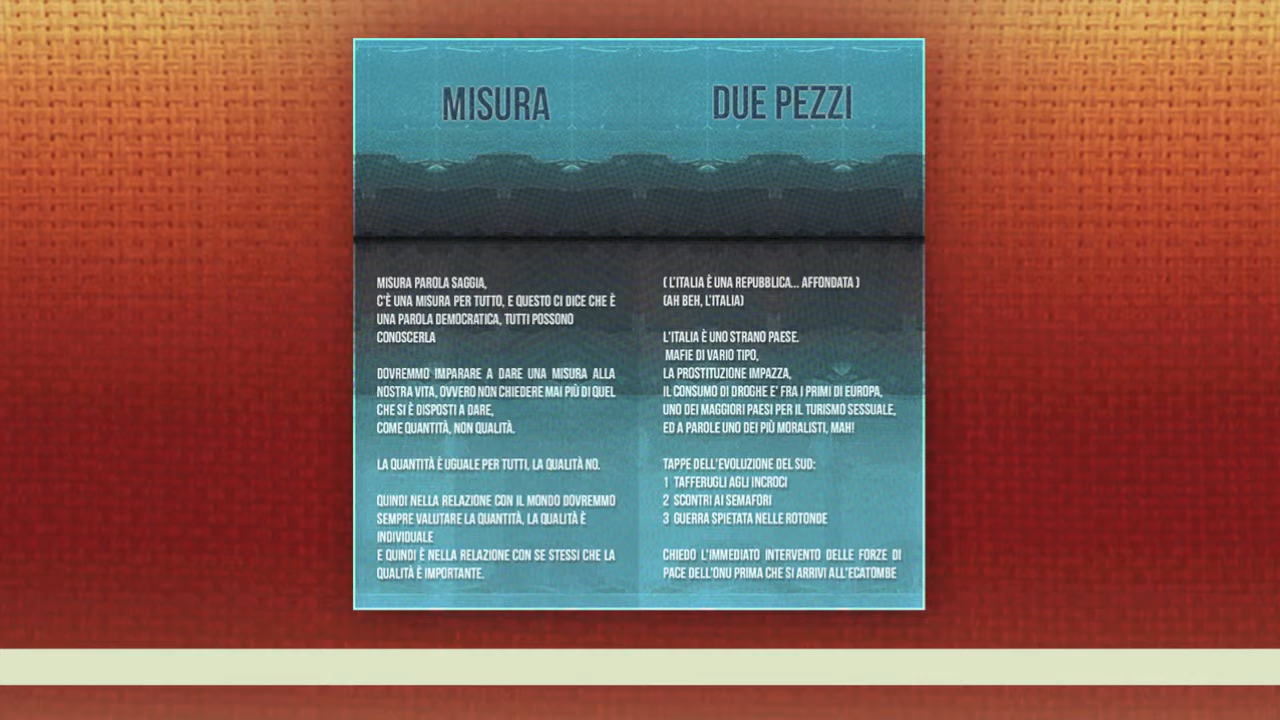 MISURA
MISURA PAROLA SAGGIA,
C'È UNA MISURA PER TUTTO, E QUESTO CI DICE CHE È
UNA PAROLA DEMOCRATICA, TUTTI POSSONO
CONOSCERLA
DOVREMMO IMPARARE A DARE UNA MISURA ALLA
NOSTRA VITA, OVVERO NON CHIEDERE MAI PIÙ DI QUEL
CHE SI È DISPOSTI A DARE,
COME QUANTITÀ, NON QUALITÀ.
LA QUANTITÀ È UGUALE PER TUTTI, LA QUALITÀ NO.
QUINDI NELLA RELAZIONE CON IL MONDO DOVREMMO
SEMPRE VALUTARE LA QUANTITÀ, LA QUALITÀ È
INDIVIDUALE
E QUINDI È NELLA RELAZIONE CON SE STESSI CHE LA
QUALITÀ È IMPORTANTE.
DUE PEZZI
( L'ITALIA È UNA REPUBBLICA... AFFONDATA )
(AH BEH, L'ITALIA)
L'ITALIA È UNO STRANO PAESE.
MAFIE DI VARIO TIPO,
LA PROSTITUZIONE IMPAZZA,
IL CONSUMO DI DROGHE E' FRA I PRIMI DI EUROPA,
UNO DEI MAGGIORI PAESI PER IL TURISMO SESSUALE,
ED A PAROLE UNO DEI PIÙ MORALISTI, MAH!
TAPPE DELL'EVOLUZIONE DEL SUD:
1 TAFFERUGLI AGLI INCROCI
2 SCONTRI AI SEMAFORI
3 GUERRA SPIETATA NELLE ROTONDE
CHIEDO L'IMMEDIATO INTERVENTO DELLE FORZE DI
PACE DELL'ONU PRIMA CHE SI ARRIVI ALL'ECATOMBE